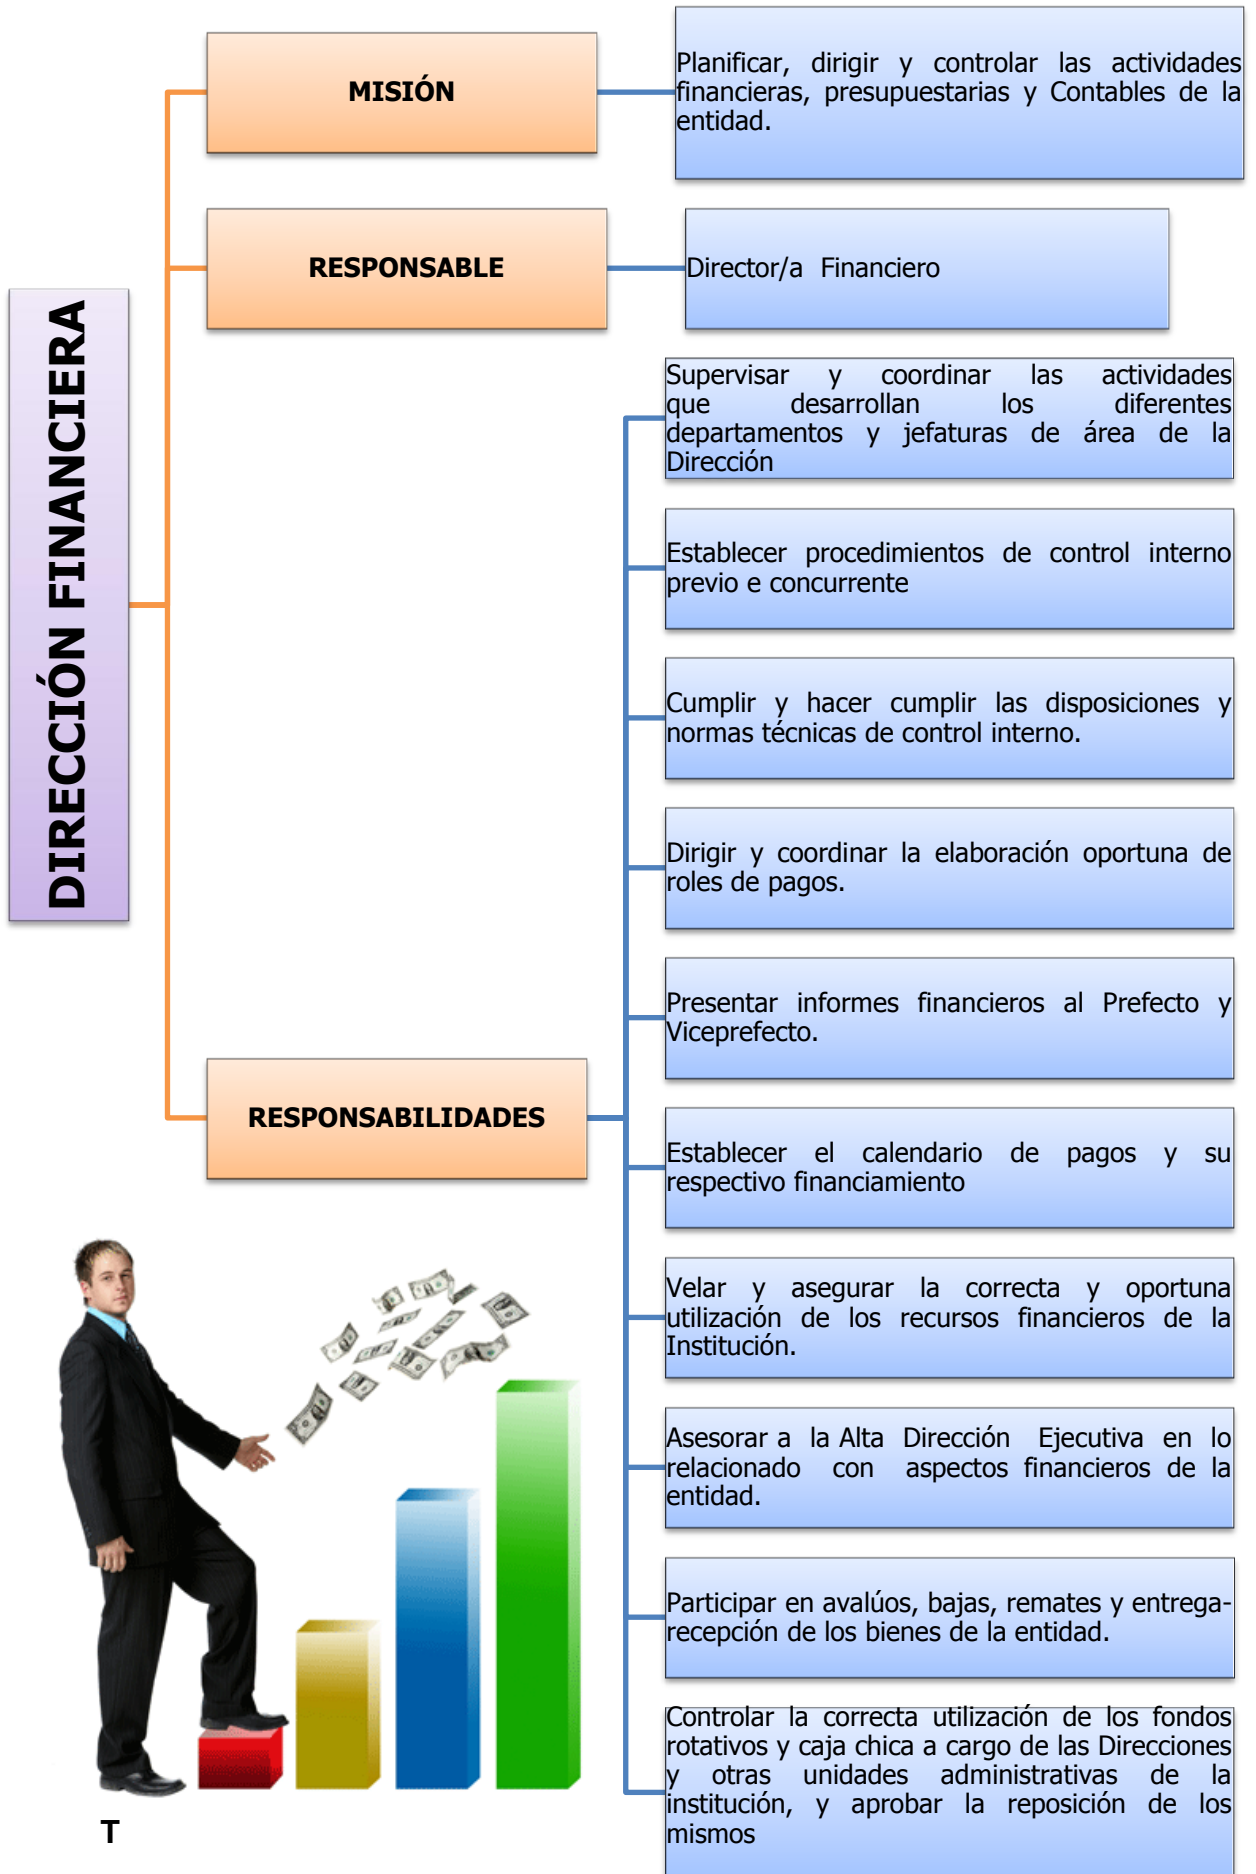 DIRECCIÓN FINANCIERA
MISIÓN
Planificar, dirigir y controlar las actividades
financieras, presupuestarias y Contables de la
entidad.
RESPONSABLE
Director/a Financiero
RESPONSABILIDADES
Supervisar y coordinar las actividades
que desarrollan los diferentes
departamentos y jefaturas de área de la
Dirección
Establecer procedimientos de control interno
previo e concurrente
Cumplir y hacer cumplir las disposiciones y
normas técnicas de control interno.
Dirigir y coordinar la elaboración oportuna de
roles de pagos.
Presentar informes financieros al Prefecto y
Viceprefecto.
Establecer el calendario de pagos y su
respectivo financiamiento
Velar y asegurar la correcta y oportuna
utilización de los recursos financieros de la
Institución.
Asesorar a la Alta Dirección Ejecutiva en lo
relacionado con aspectos financieros de la
entidad.
Participar en avalúos, bajas, remates y entrega-
recepción de los bienes de la entidad.
Controlar la correcta utilización de los fondos
rotativos y caja chica a cargo de las Direcciones
y otras unidades administrativas de la
institución, y aprobar la reposición de los
mismos
T